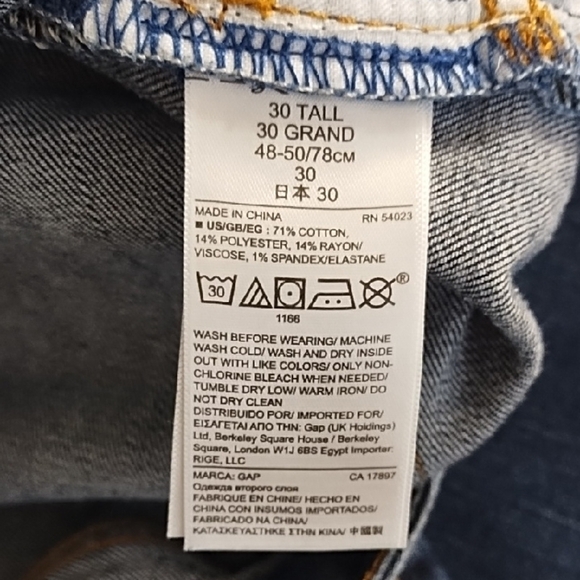 30 TALL
30 GRAND
48-50/78CM
30
日本 30
MADE IN CHINA RN 54023
■ US/GB/EG : 71% COTTON,
14% POLYESTER, 14% RAYON/
VISCOSE, 1% SPANDEX/ELASTANE
30 ®
1166
WASH BEFORE WEARING/ MACHINE
WASH COLD/ WASH AND DRY INSIDE
OUT WITH LIKE COLORS/ ONLY NON-
CHLORINE BLEACH WHEN NEEDED/
TUMBLE DRY LOW/ WARM IRON/ DO
NOT DRY CLEAN
DISTRIBUIDO POR/ IMPORTED FOR/
ΕΙΣΑΓΕΤΑΙ ΑΠΟ ΤΗΝ: Gap (UK Holdings)
Ltd, Berkeley Square House / Berkeley
Square, London W1J 6BS Egypt Importer:
RIGE, LLC
MARCA: GAP CA 17897
Одежда второго слоя
FABRIQUE EN CHINE/ HECHO EN
CHINA CON INSUMOS IMPORTADOS/
FABRICADO NA CHINA/
ΚΑΤΑΣΚΕΥΑΣΤΗΚΕ ΣΤΗΝ ΚΙΝΑ/ 中國製